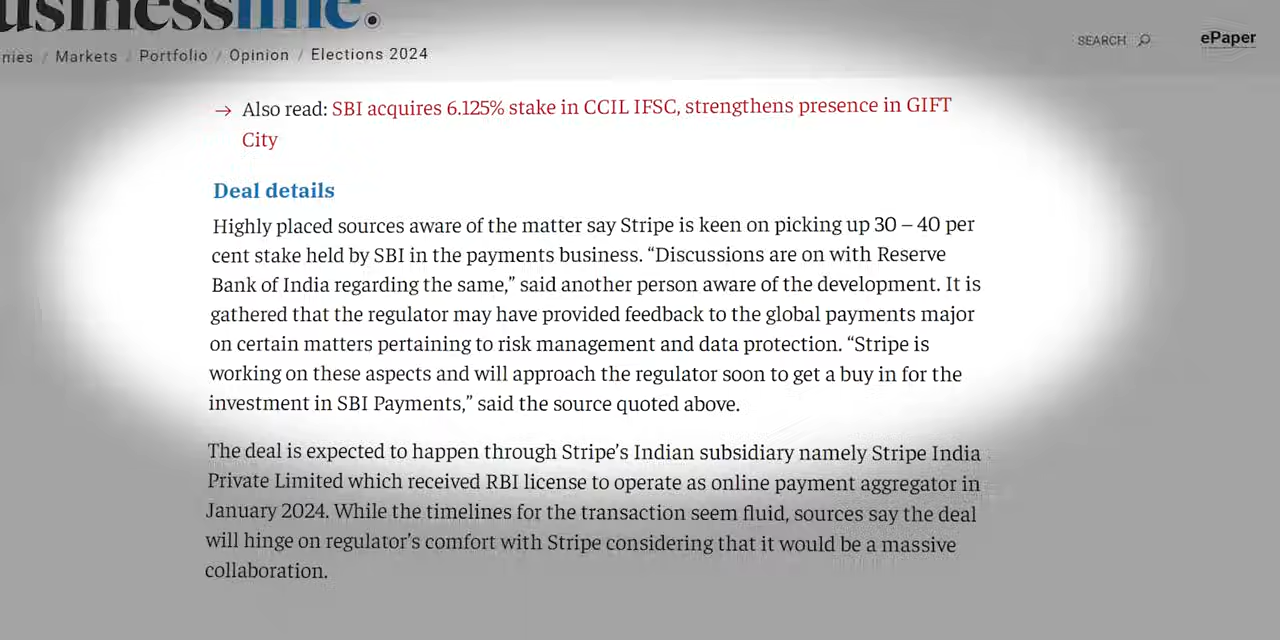 businessline.
nies / Markets / Portfolio / Opinion / Elections 2024
SEARCH
ePaper
→ Also read: SBI acquires 6.125% stake in CCIL IFSC, strengthens presence in GIFT
City
Deal details
Highly placed sources aware of the matter say Stripe is keen on picking up 30 – 40 per
cent stake held by SBI in the payments business. “Discussions are on with Reserve
Bank of India regarding the same,” said another person aware of the development. It is
gathered that the regulator may have provided feedback to the global payments major
on certain matters pertaining to risk management and data protection. “Stripe is
working on these aspects and will approach the regulator soon to get a buy in for the
investment in SBI Payments,” said the source quoted above.
The deal is expected to happen through Stripe’s Indian subsidiary namely Stripe India
Private Limited which received RBI license to operate as online payment aggregator in
January 2024. While the timelines for the transaction seem fluid, sources say the deal
will hinge on regulator’s comfort with Stripe considering that it would be a massive
collaboration.